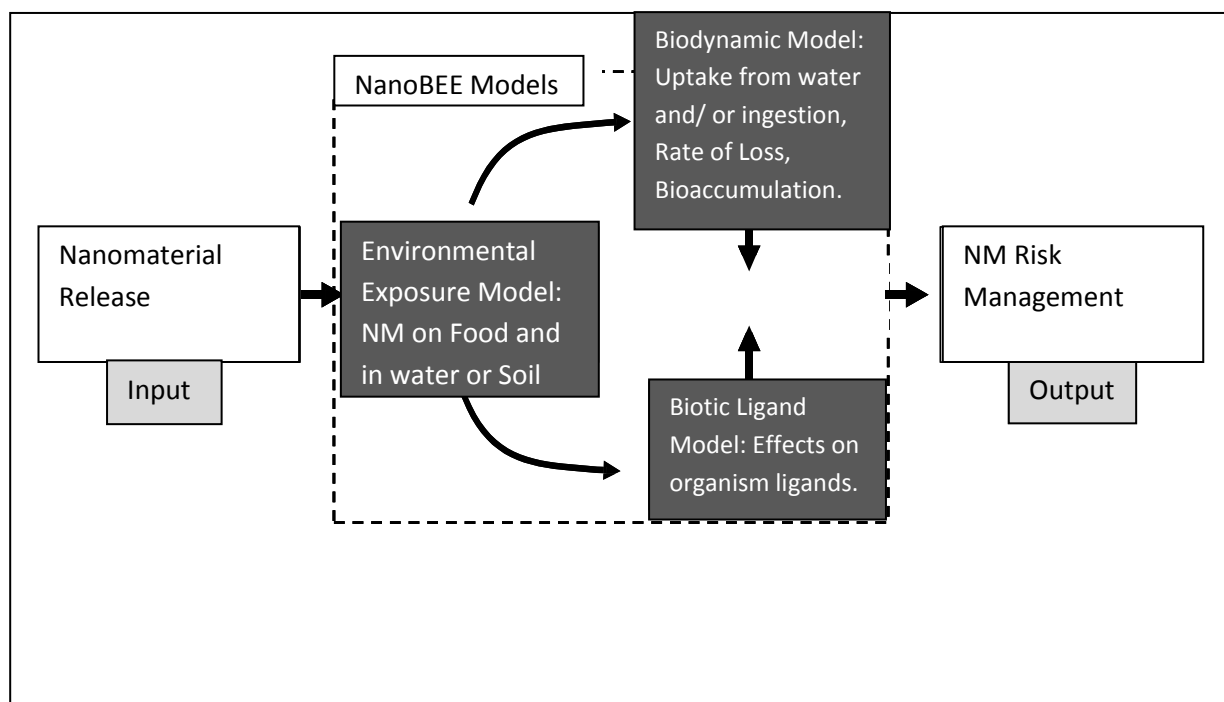 NanoBEE Models
Biodynamic Model:
Uptake from water
and/ or ingestion,
Rate of Loss,
Bioaccumulation.
Nanomaterial
Release
Input
Environmental
Exposure Model:
NM on Food and
in water or Soil
Biotic Ligand
Model: Effects on
organism ligands.
NM Risk
Management
Output